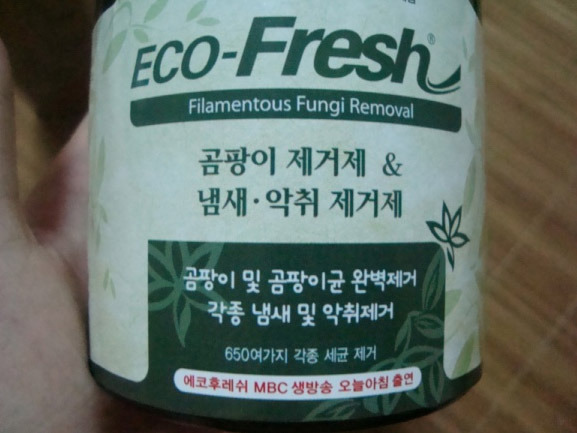 ECO-Fresh®
Filamentous Fungi Removal
곰팡이 제거제 &
냄새·악취 제거제
곰팡이 및 곰팡이균 완벽제거
각종 냄새 및 악취제거
650여가지 각종 세균 제거
에코후레쉬 MBC 생방송 오늘아침 출연